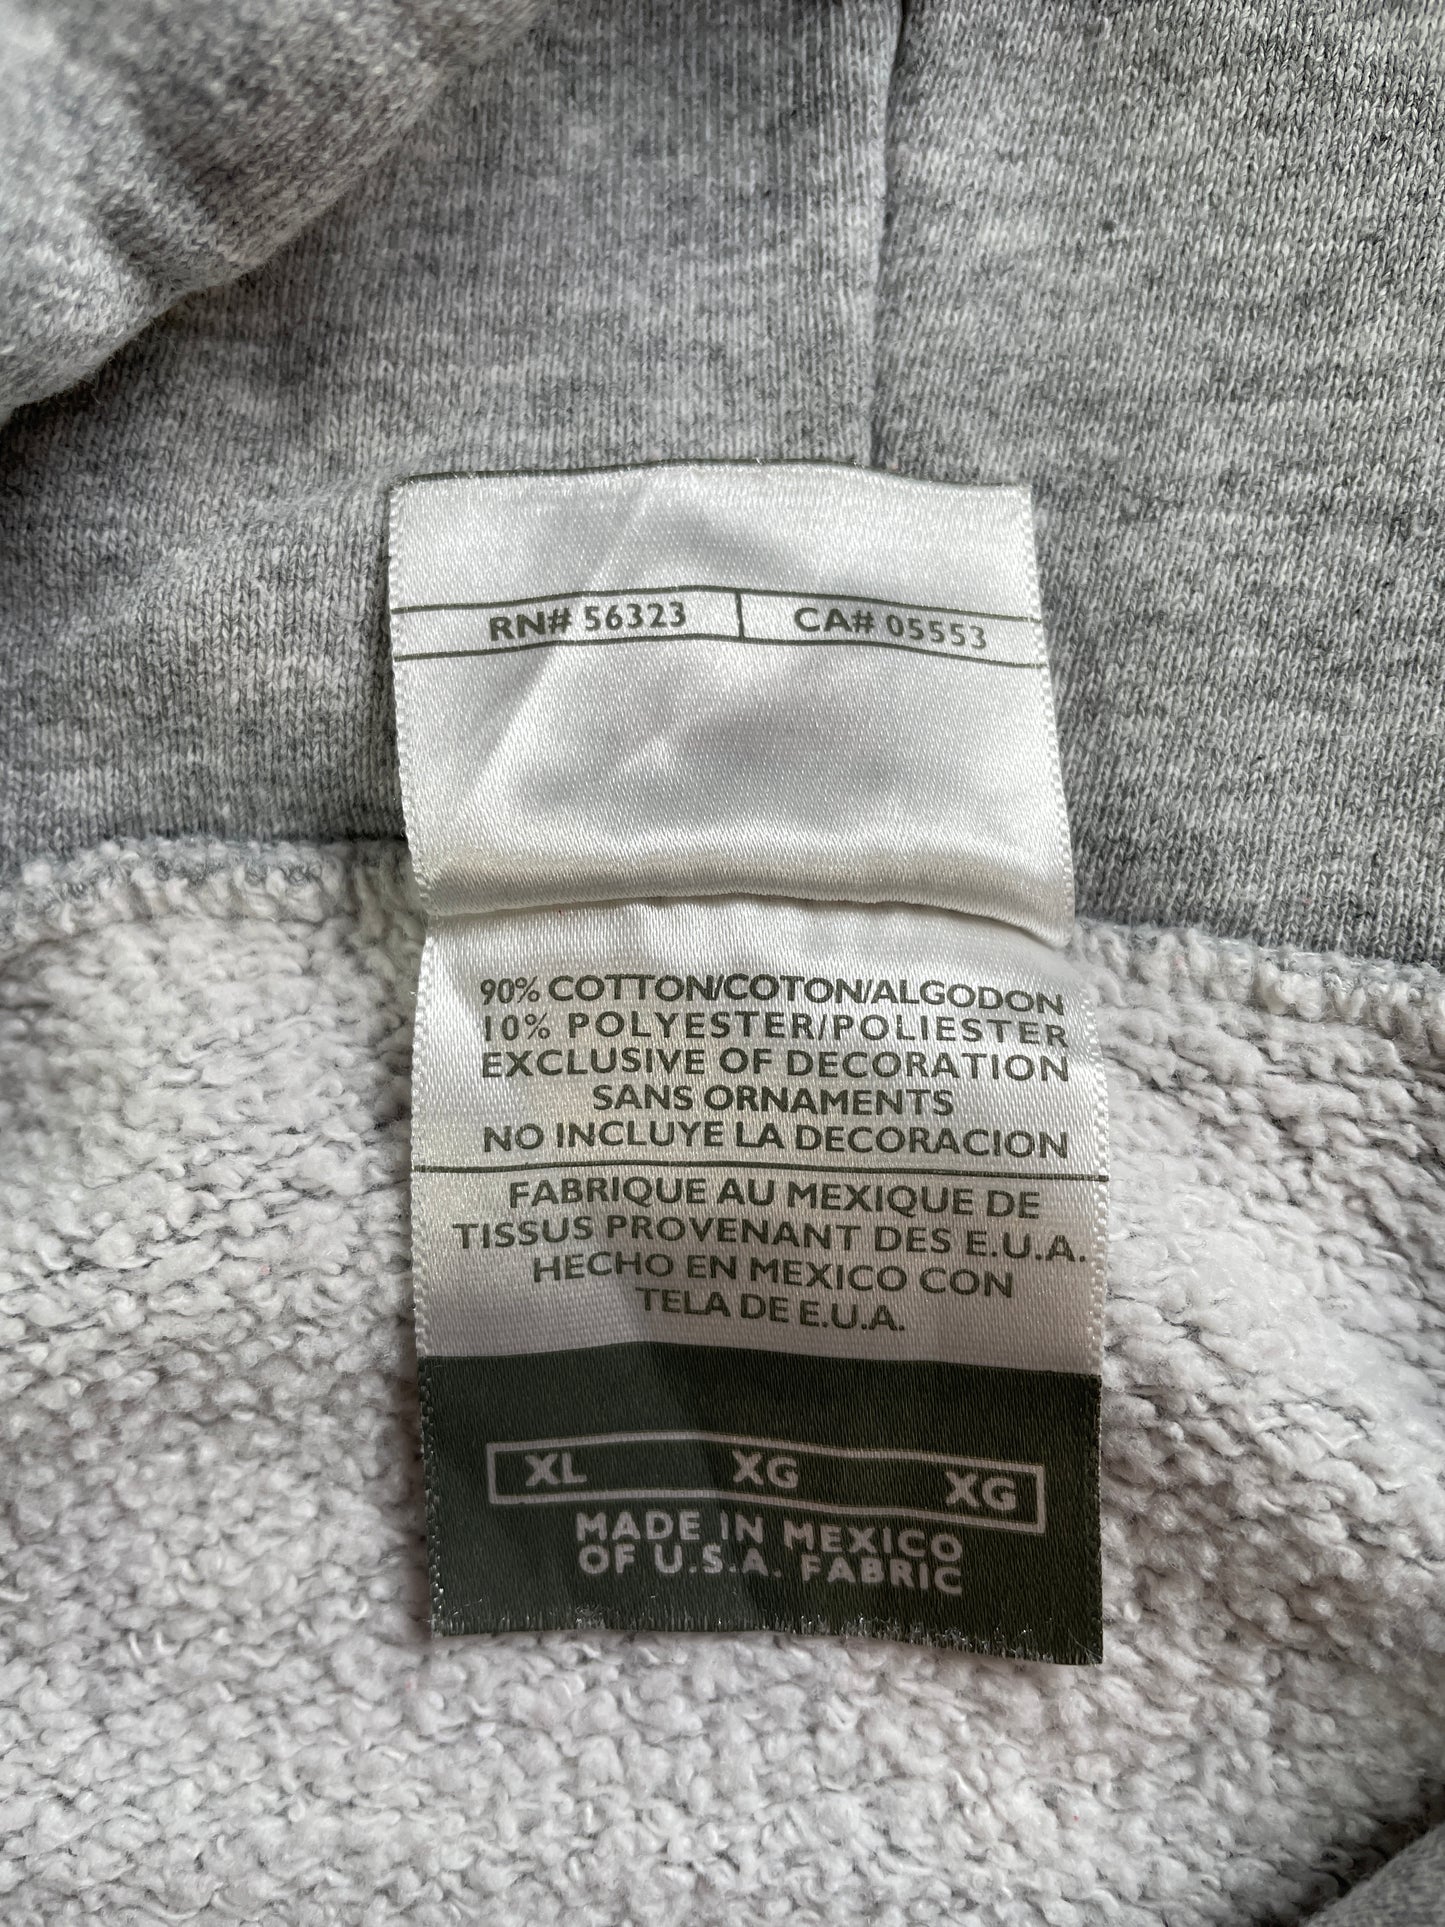 RN# 56323 CA# 05553
90% COTTON/COTON/ALGODON
10% POLYESTER/POLIESTER
EXCLUSIVE OF DECORATION
SANS ORNAMENTS
NO INCLUYE LA DECORACION
FABRIQUE AU MEXIQUE DE
TISSUS PROVENANT DES E.U.A.
HECHO EN MEXICO CON
TELA DE E.U.A.
XL XG XG
MADE IN MEXICO
OF U.S.A. FABRIC